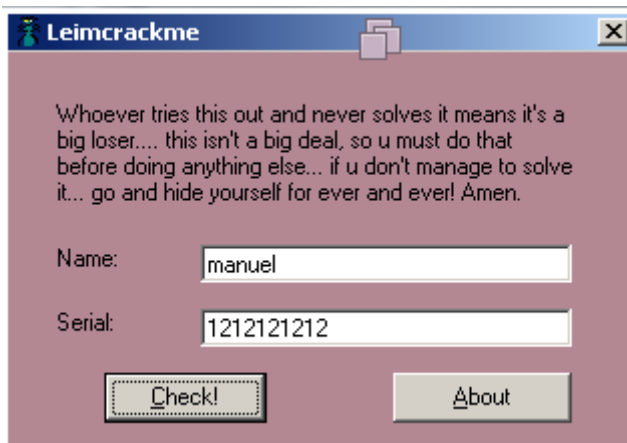 Leimcrackme
Whoever tries this out and never solves it means it's a
big loser.... this isn't a big deal, so u must do that
before doing anything else... if u don't manage to solve
it... go and hide yourself for ever and ever! Amen.
Name:
manuel
Serial:
1212121212
Check!
About